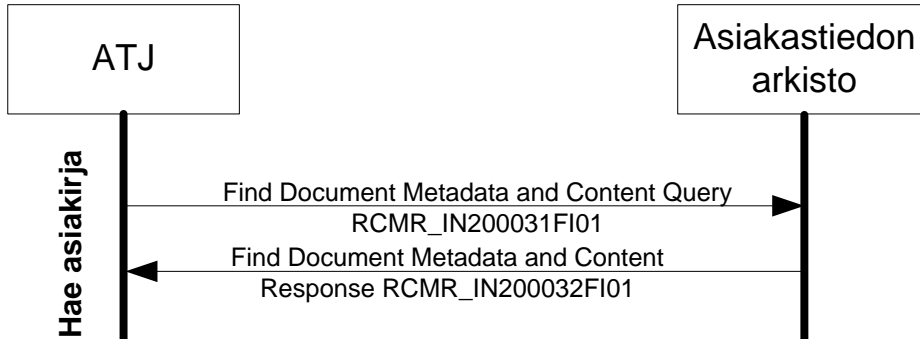 ATJ
Asiakastiedon
arkisto
Hae asiakirja
Find Document Metadata and Content Query
RCMR_IN200031FI01
Find Document Metadata and Content
Response RCMR_IN200032FI01